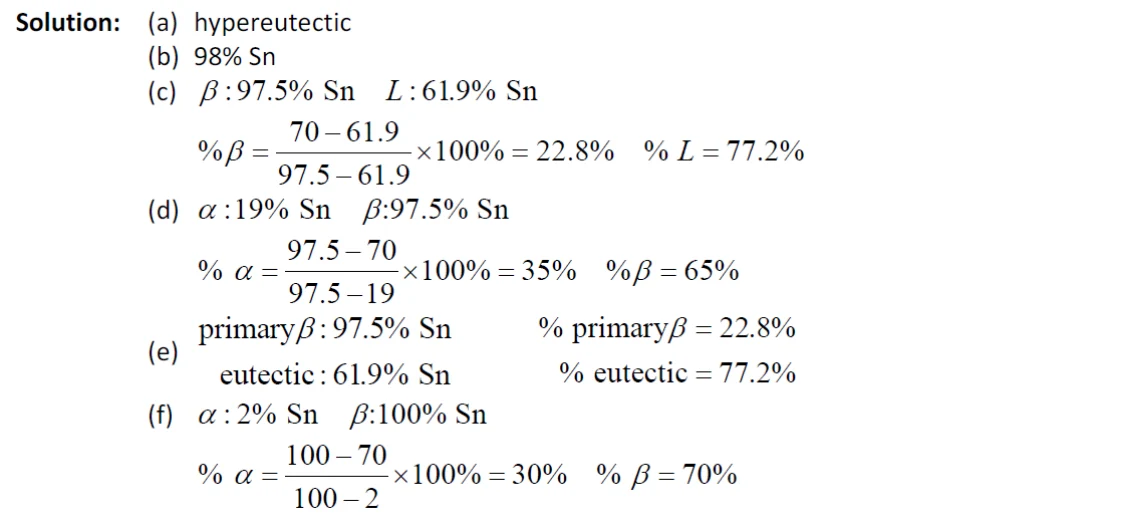 Solution: (a) hypereutectic
(b) 98% Sn
(c) β : 97.5% Sn L : 61.9% Sn
%β = (70 – 61.9)/(97.5 – 61.9) ×100% = 22.8% % L = 77.2%
(d) α : 19% Sn β:97.5% Sn
% α = (97.5 – 70)/(97.5 – 19) ×100% = 35% %β = 65%
(e) primary β : 97.5% Sn % primary β = 22.8%
eutectic : 61.9% Sn % eutectic = 77.2%
(f) α : 2% Sn β:100% Sn
% α = (100 – 70)/(100 – 2) ×100% = 30% % β = 70%